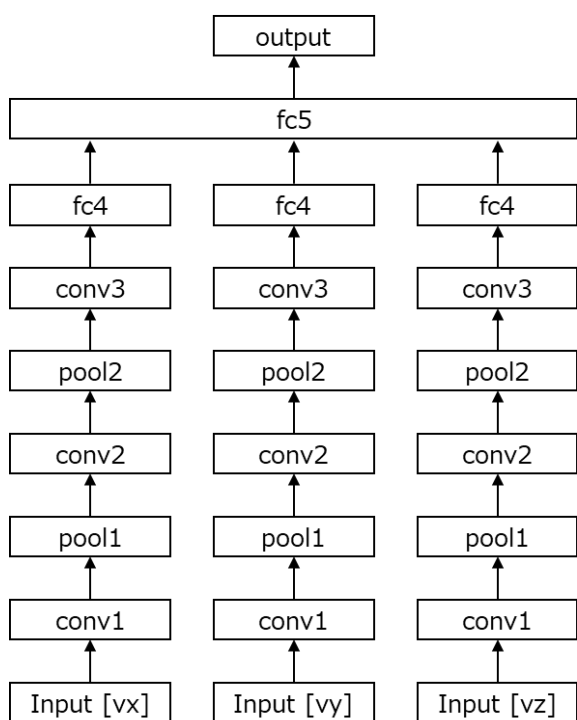 output
fc5
fc4 fc4 fc4
conv3 conv3 conv3
pool2 pool2 pool2
conv2 conv2 conv2
pool1 pool1 pool1
conv1 conv1 conv1
Input [vx] Input [vy] Input [vz]